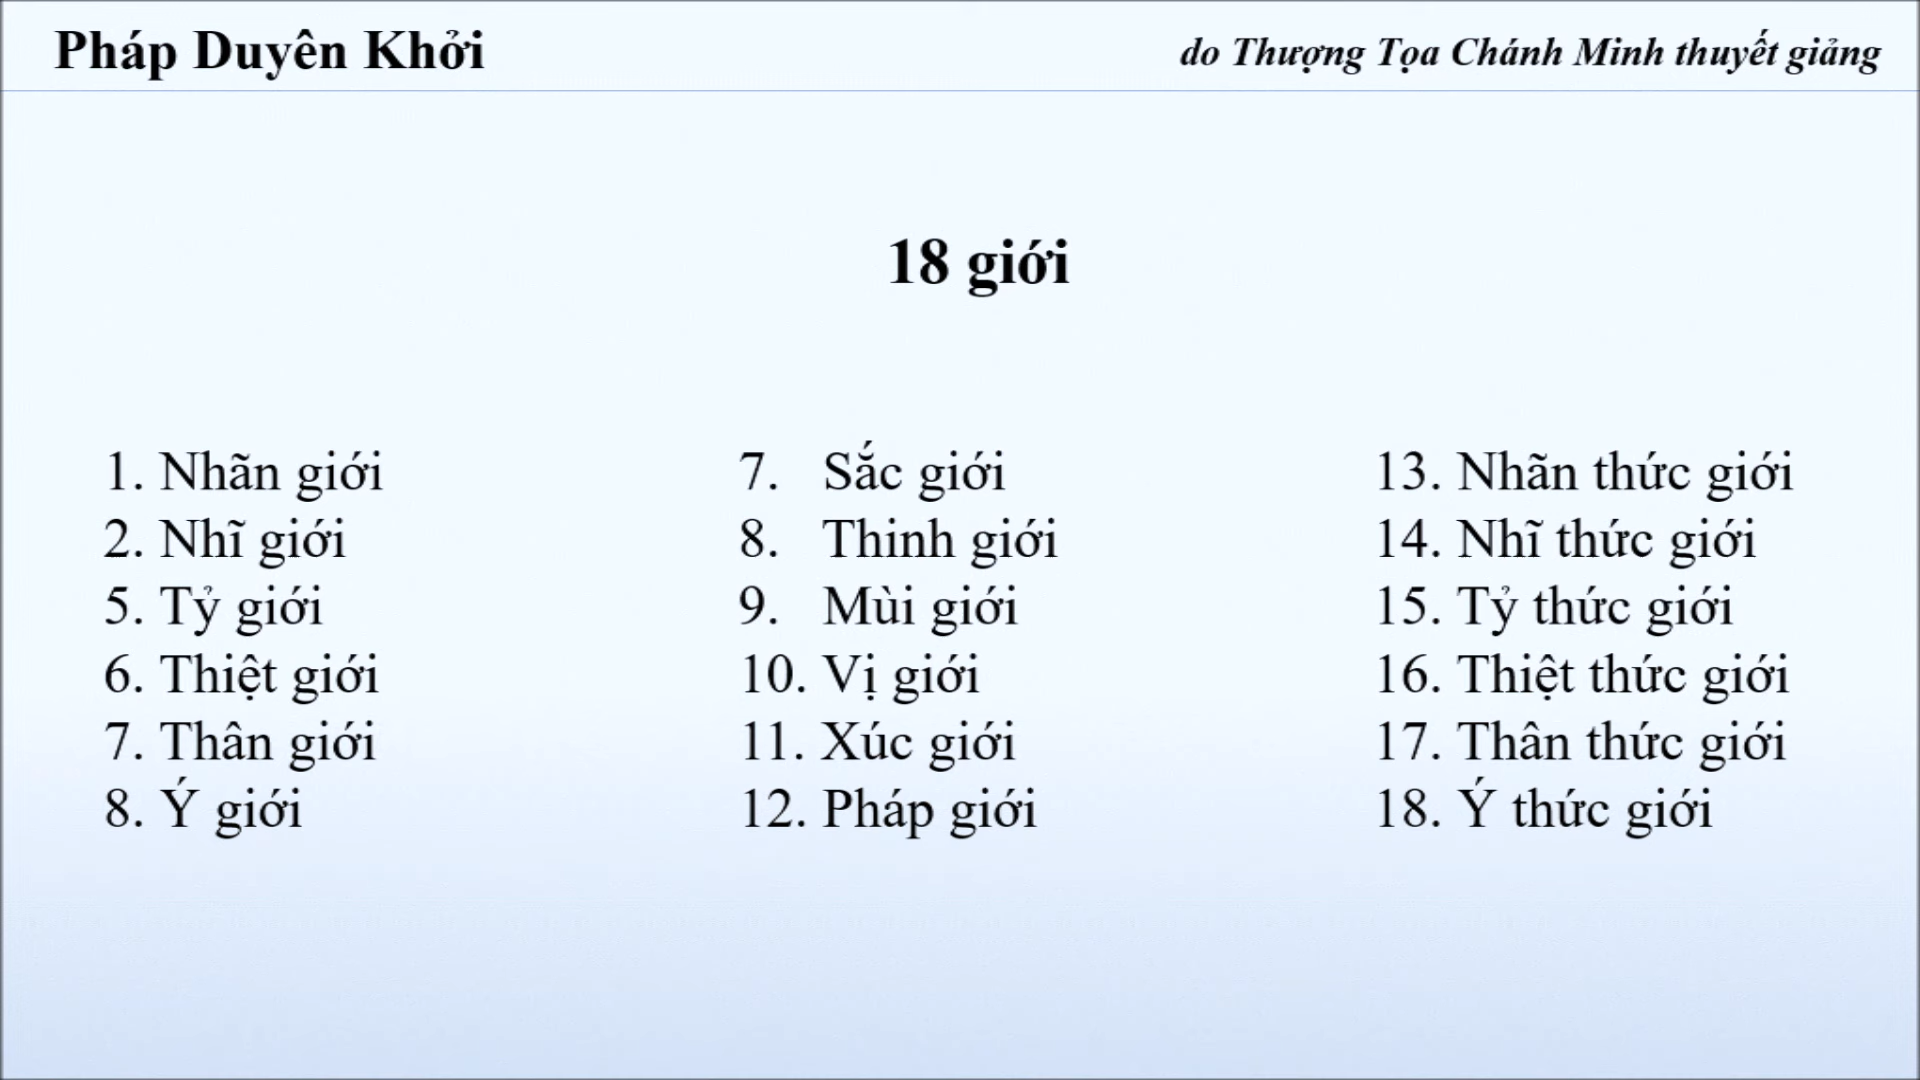 Pháp Duyên Khởi
do Thượng Tọa Chánh Minh thuyết giảng
18 giới
1. Nhãn giới
2. Nhĩ giới
5. Tỷ giới
6. Thiệt giới
7. Thân giới
8. Ý giới
7. Sắc giới
8. Thinh giới
9. Mùi giới
10. Vị giới
11. Xúc giới
12. Pháp giới
13. Nhãn thức giới
14. Nhĩ thức giới
15. Tỷ thức giới
16. Thiệt thức giới
17. Thân thức giới
18. Ý thức giới